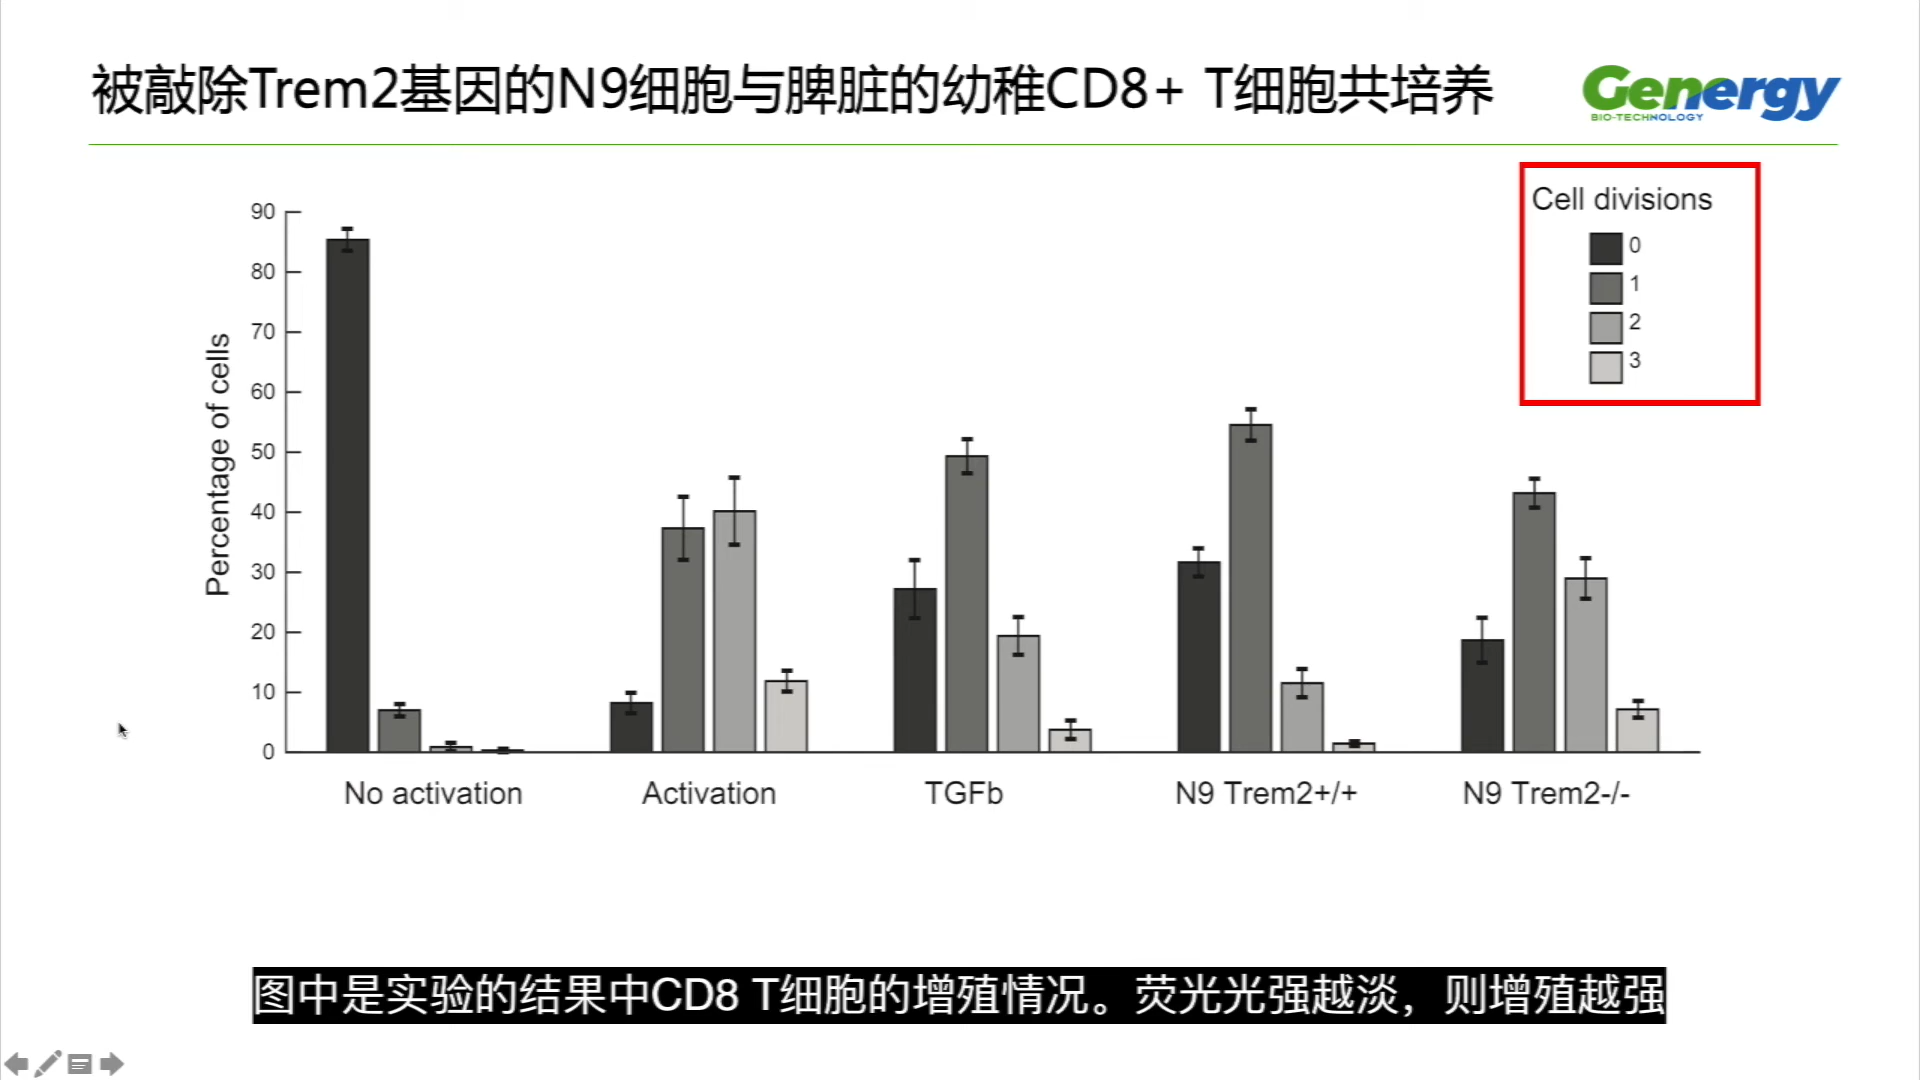 被敲除Trem2基因的N9细胞与脾脏的幼稚CD8+ T细胞共培养
Genergy
BIO-TECHNOLOGY
Cell divisions
0
1
2
3
Percentage of cells
90
80
70
60
50
40
30
20
10
0
No activation
Activation
TGFb
N9 Trem2+/+
N9 Trem2-/-
图中是实验的结果中CD8 T细胞的增殖情况。荧光光强越淡，则增殖越强